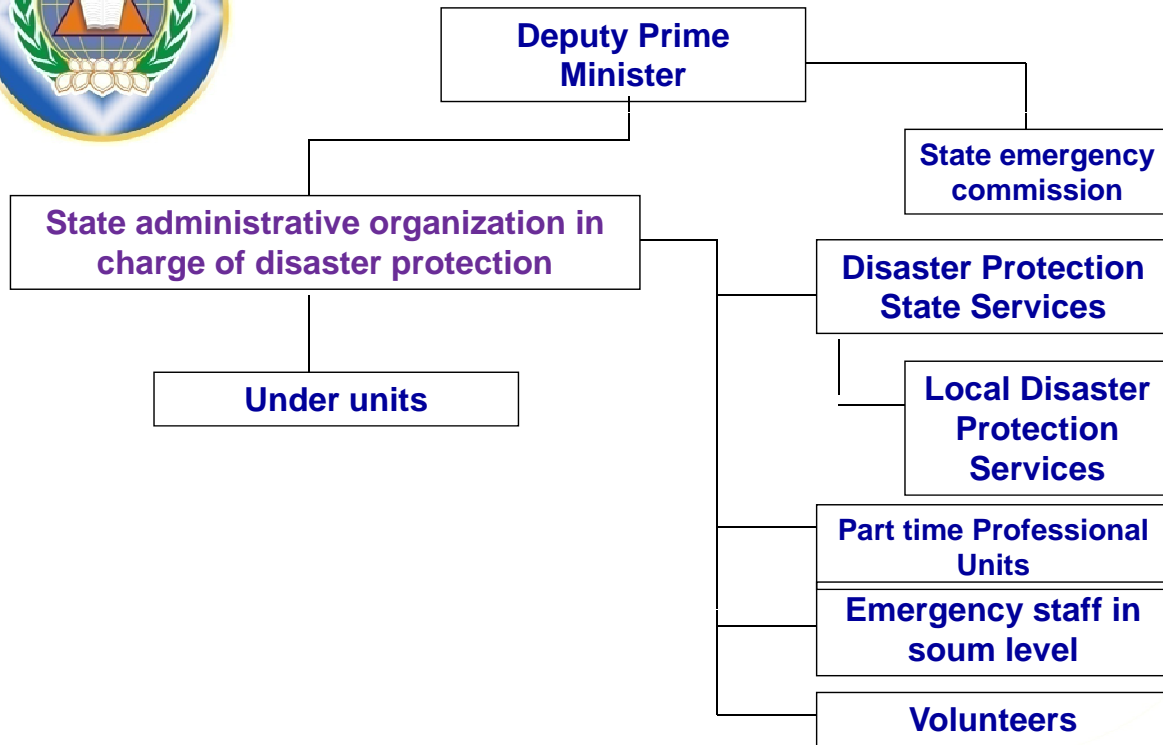 Deputy Prime
Minister
State emergency
commission
State administrative organization in
charge of disaster protection
Disaster Protection
State Services
Under units
Local Disaster
Protection
Services
Part time Professional
Units
Emergency staff in
soum level
Volunteers